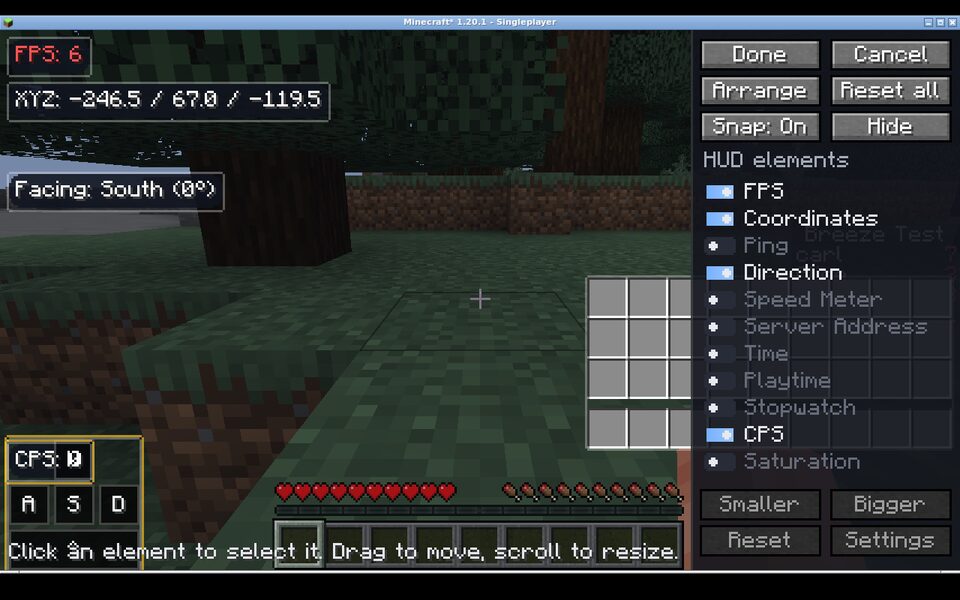 Minecraft* 1.20.1 - Singleplayer
FPS: 6
XYZ: -246.5 / 67.0 / -119.5
Facing: South (0°)
CPS: 0
A S D
Click an element to select it. Drag to move, scroll to resize.
Done Cancel
Arrange Reset all
Snap: On Hide
HUD elements
FPS
Coordinates
Ping
Direction
Speed Meter
Server Address
Time
Playtime
Stopwatch
CPS
Saturation
Smaller Bigger
Reset Settings
Breeze Test
carl